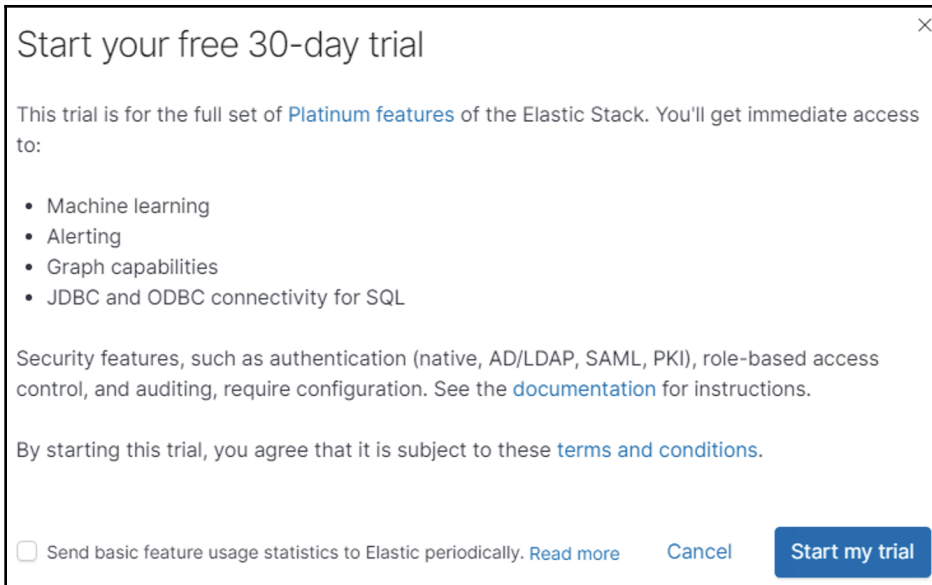 Start your free 30-day trial
This trial is for the full set of Platinum features of the Elastic Stack. You'll get immediate access
to:
• Machine learning
• Alerting
• Graph capabilities
• JDBC and ODBC connectivity for SQL
Security features, such as authentication (native, AD/LDAP, SAML, PKI), role-based access
control, and auditing, require configuration. See the documentation for instructions.
By starting this trial, you agree that it is subject to these terms and conditions.
Send basic feature usage statistics to Elastic periodically. Read more Cancel Start my trial